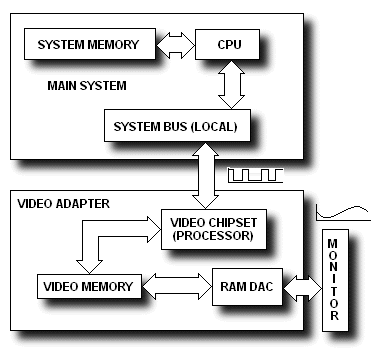 SYSTEM MEMORY
CPU
MAIN SYSTEM
SYSTEM BUS (LOCAL)
VIDEO ADAPTER
VIDEO CHIPSET
(PROCESSOR)
VIDEO MEMORY
RAM DAC
MONITOR